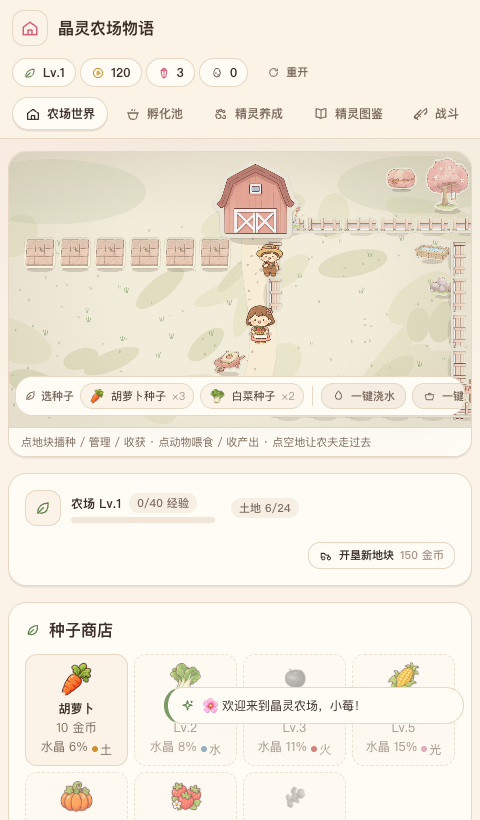 晶灵农场物语
Lv.1 120 3 0 重开
农场世界 孵化池 精灵养成 精灵图鉴 战斗
选种子 胡萝卜种子 ×3 白菜种子 ×2 一键浇水 一键
点地块播种 / 管理 / 收获 · 点动物喂食 / 收产出 · 点空地让农夫走过去
农场 Lv.1 0/40 经验 土地 6/24
开垦新地块 150 金币
种子商店
🌸 欢迎来到晶灵农场，小莓！
胡萝卜
10 金币 Lv.2 Lv.3 Lv.5
水晶 6% 土 水晶 8% 水 水晶 11% 火 水晶 15% 光